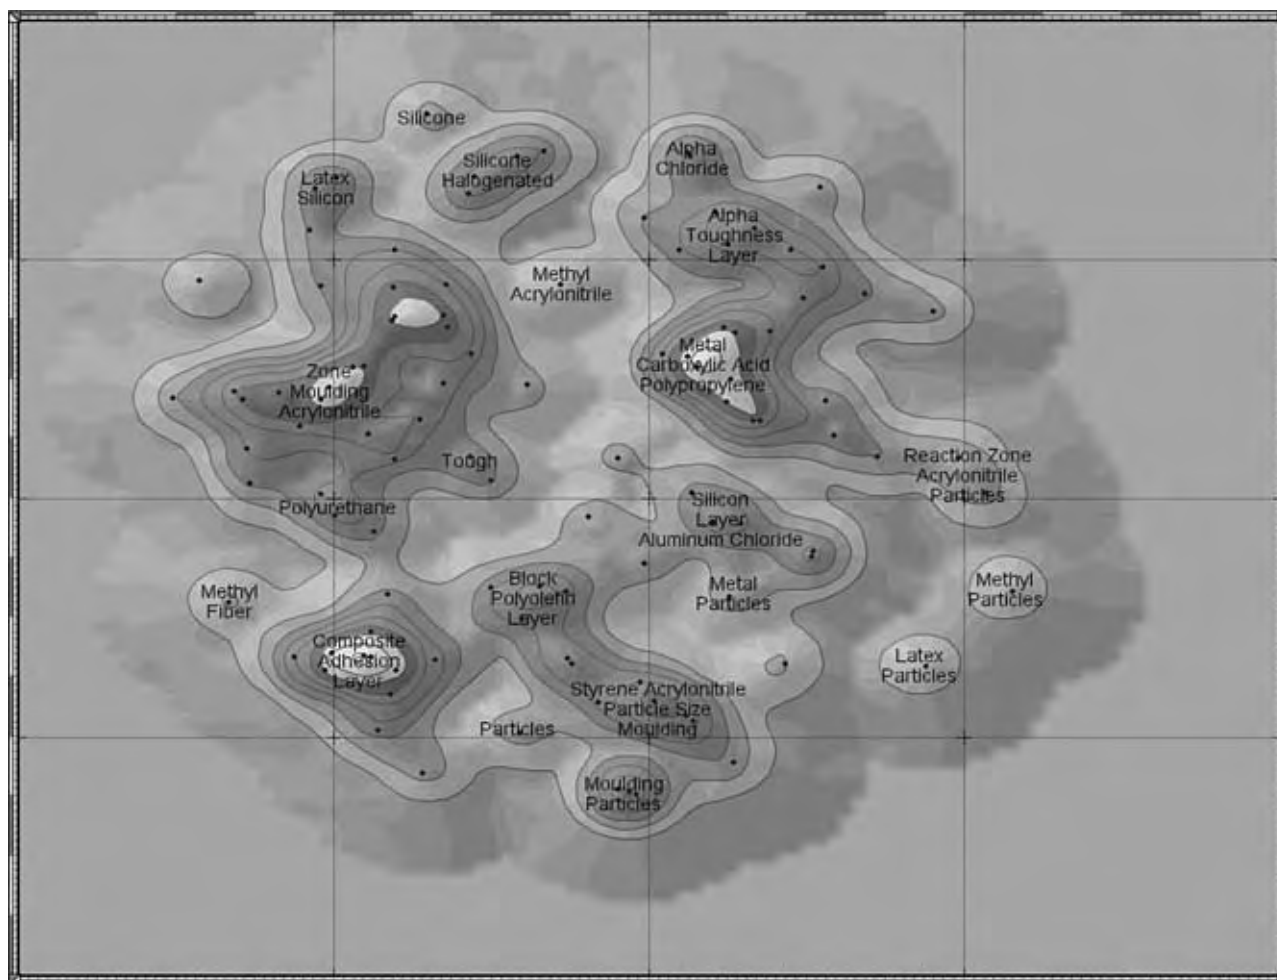 Silicone
Alpha
Chloride
Silicone
Halogenated
Latex
Silicon
Alpha
Toughness
Layer
Methyl
Acrylonitrile
Metal
Carboxylic Acid
Polypropylene
Zone
Moulding
Acrylonitrile
Tough
Reaction Zone
Acrylonitrile
Particles
Polyurethane
Silicon
Layer
Aluminum Chloride
Methyl
Fiber
Block
Polyolefin
Layer
Metal
Particles
Methyl
Particles
Composite
Adhesion
Layer
Latex
Particles
Styrene Acrylonitrile
Particle Size
Moulding
Particles
Moulding
Particles